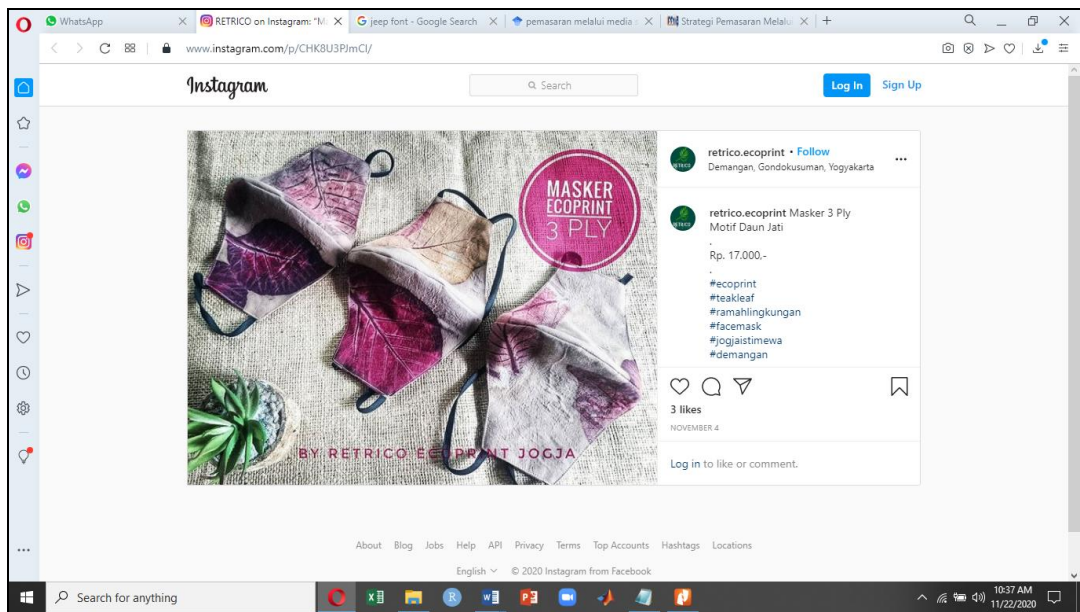 WhatsApp
RETRICO on Instagram: "M
jeep font - Google Search
pemasaran melalui media s
Strategi Pemasaran Melalu
www.instagram.com/p/CHK8U3PJmCl/
Instagram
Search
Log In
Sign Up
MASKER
ECOPRINT
3 PLY
BY RETRICO ECOPRINT JOGJA
retrico.ecoprint • Follow
Demangan, Gondokusuman, Yogyakarta
retrico.ecoprint Masker 3 Ply
Motif Daun Jati
.
Rp. 17.000,-
.
#ecoprint
#teakleaf
#ramahlingkungan
#facemask
#jogjaistimewa
#demangan
3 likes
NOVEMBER 4
Log in to like or comment.
About Blog Jobs Help API Privacy Terms Top Accounts Hashtags Locations
English © 2020 Instagram from Facebook
Search for anything
10:37 AM
11/22/2020